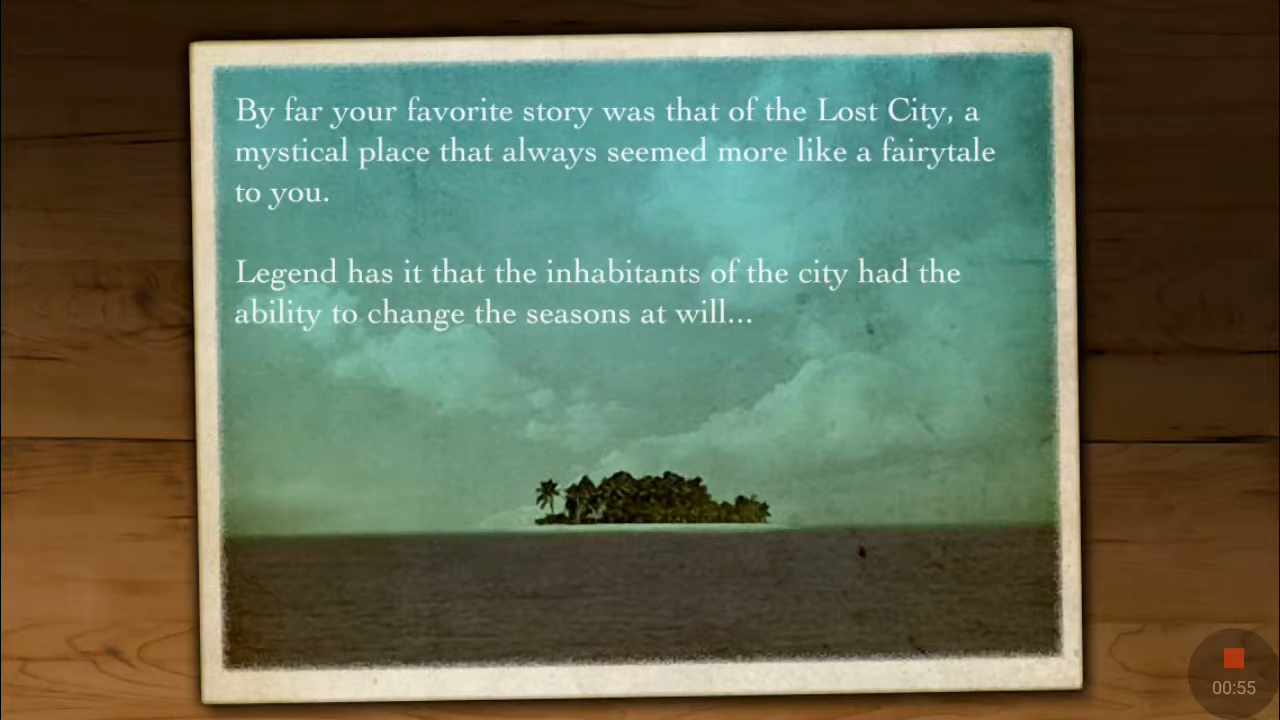 By far your favorite story was that of the Lost City, a
mystical place that always seemed more like a fairytale
to you.
Legend has it that the inhabitants of the city had the
ability to change the seasons at will...
00:55